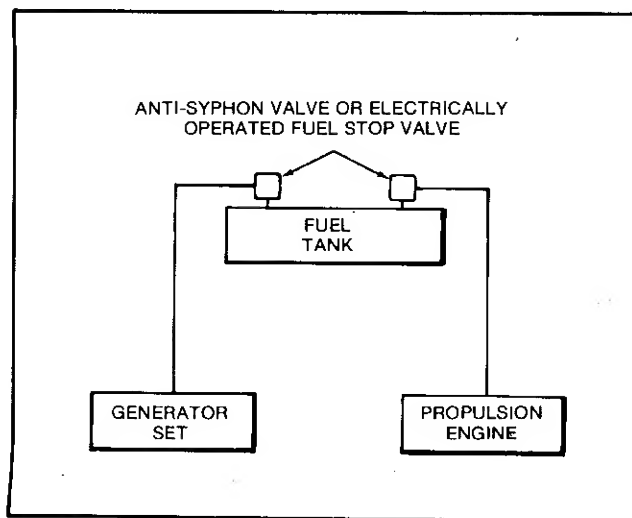 ANTI-SYPHON VALVE OR ELECTRICALLY
OPERATED FUEL STOP VALVE
FUEL
TANK
GENERATOR
SET
PROPULSION
ENGINE